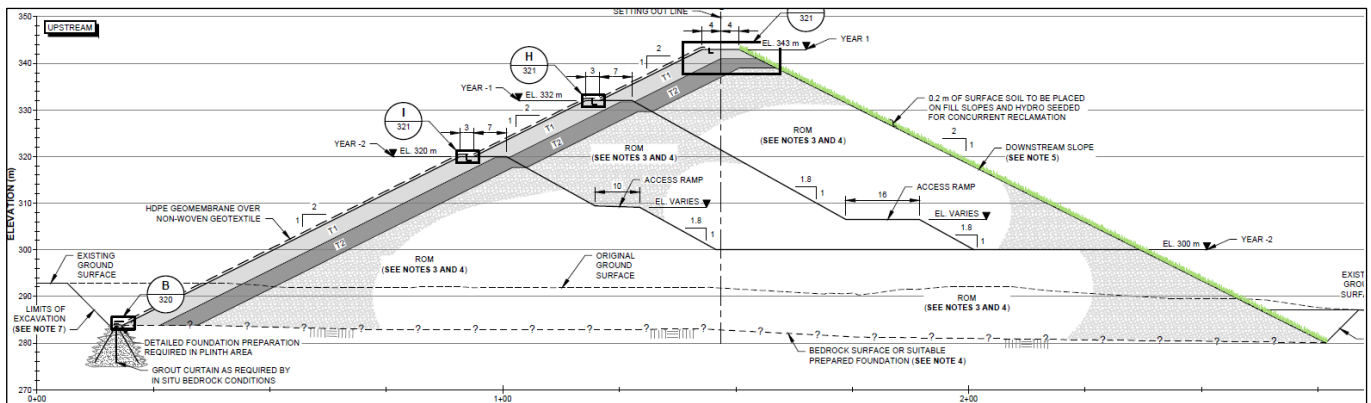 350
UPSTREAM
SETTING OUT LINE
321
4
4
EL. 343 m
YEAR 1
340
H
321
2
1
T1
T2
3
7
YEAR -1
EL. 332 m
0.2 m OF SURFACE SOIL TO BE PLACED
ON FILL SLOPES AND HYDRO SEEDED
FOR CONCURRENT RECLAMATION
330
I
321
2
1
T1
T2
ROM
(SEE NOTES 3 AND 4)
ROM
(SEE NOTES 3 AND 4)
2
1
DOWNSTREAM SLOPE
(SEE NOTE 5)
3
7
YEAR -2
EL. 320 m
320
ELEVATION (m)
HDPE GEOMEMBRANE OVER
NON-WOVEN GEOTEXTILE
1
2
T1
T2
10
ACCESS RAMP
EL. VARIES
1.8
1
1.8
1
16
ACCESS RAMP
EL. VARIES
1.8
1
310
300
EL. 300 m
YEAR -2
EXISTING
GROUND
SURFACE
ROM
(SEE NOTES 3 AND 4)
ORIGINAL
GROUND
SURFACE
B
320
290
LIMITS OF
EXCAVATION
(SEE NOTE 7)
ROM
(SEE NOTES 3 AND 4)
? ? ? ? ? ? ? ? ? ? ? ? ? ? ? ? ? ? ? ?
280
DETAILED FOUNDATION PREPARATION
REQUIRED IN PLINTH AREA
GROUT CURTAIN AS REQUIRED BY
IN SITU BEDROCK CONDITIONS
BEDROCK SURFACE OR SUITABLE
PREPARED FOUNDATION (SEE NOTE 4)
270
0+00
1+00
2+00